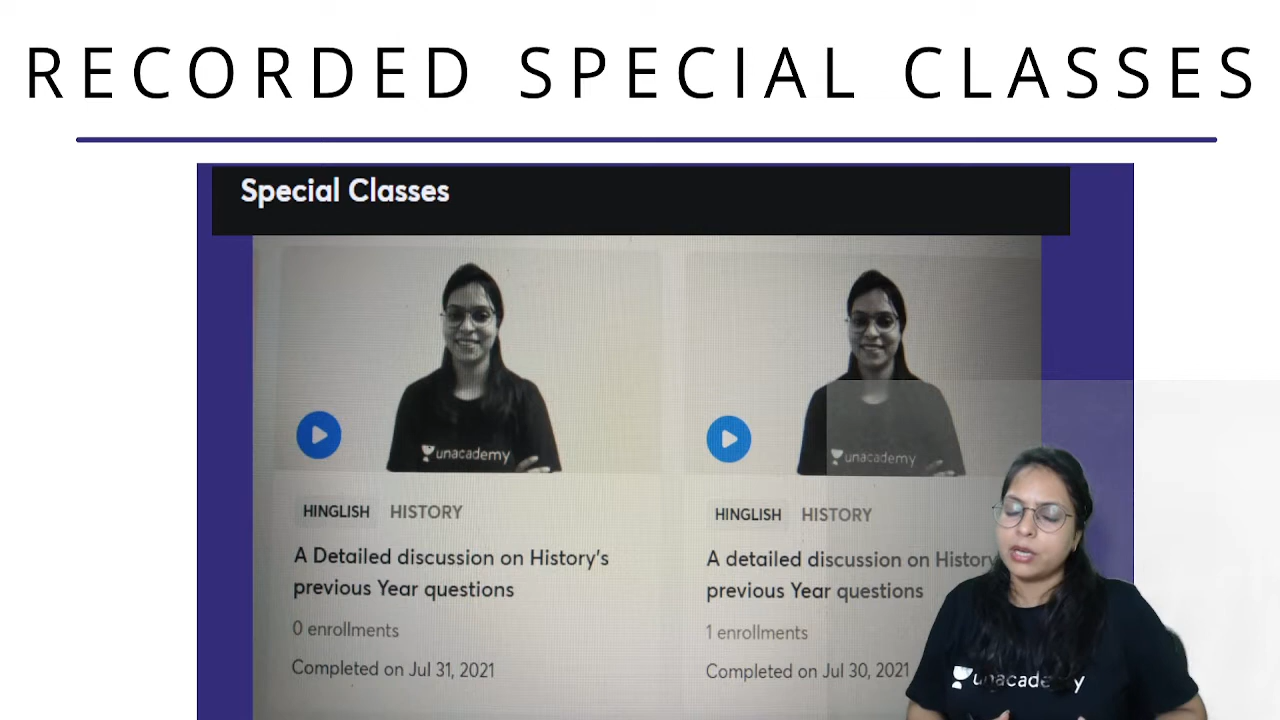 RECORDED SPECIAL CLASSES
Special Classes
unacademy
unacademy
HINGLISH HISTORY
A Detailed discussion on History's
previous Year questions
0 enrollments
Completed on Jul 31, 2021
HINGLISH HISTORY
A detailed discussion on History
previous Year questions
1 enrollments
Completed on Jul 30, 2021
unacademy